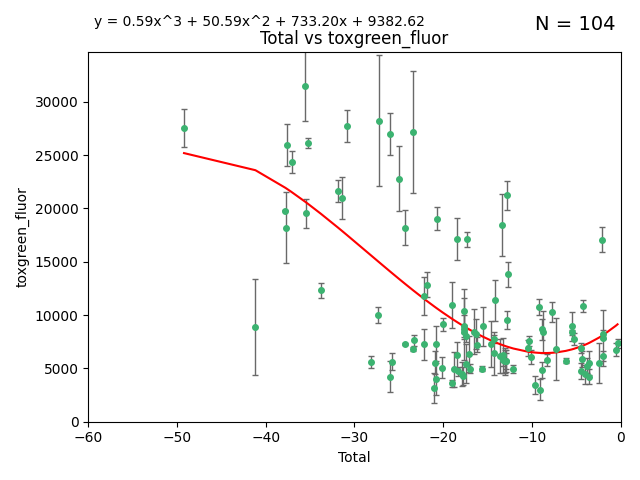 y = 0.59x^3 + 50.59x^2 + 733.20x + 9382.62
N = 104
Total vs toxgreen_fluor
30000
25000
20000
15000
10000
5000
0
toxgreen_fluor
−60
−50
−40
−30
−20
−10
0
Total